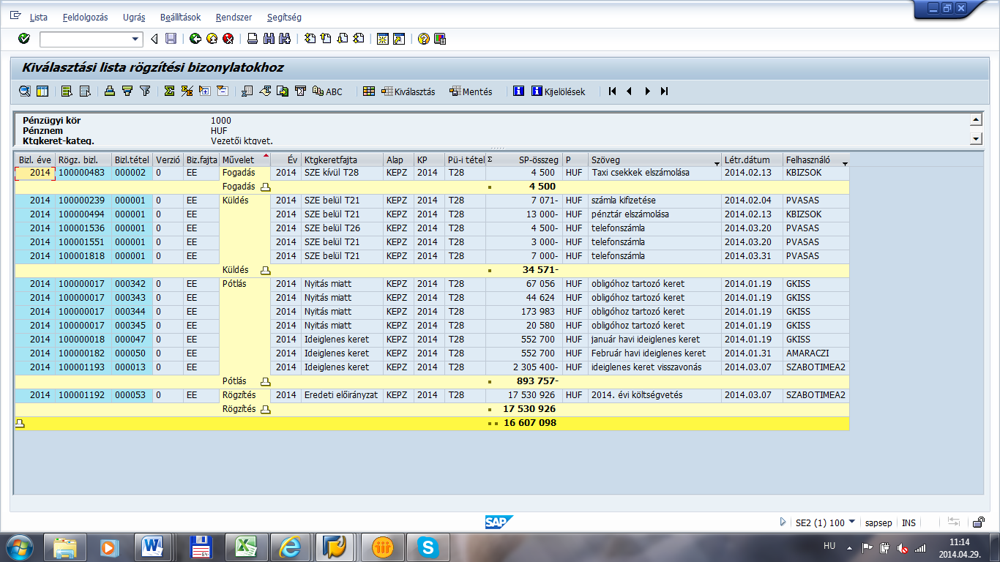 Lista Feldolgozás Ugrás Beállítások Rendszer Segítség
Kiválasztási lista rögzítési bizonylatokhoz
ABC Kiválasztás Mentés Kijelölések
Pénzügyi kör 1000
Pénznem HUF
Ktgkeret-kateg. Vezetői ktgvet.
Bizl. éve Rögz. bizl. Bizl.tétel Verzió Biz.fajta Művelet Év Ktgkeretfajta Alap KP Pü-i tétel Σ SP-összeg P Szöveg Létr.dátum Felhasználó
2014 100000483 000002 0 EE Fogadás 2014 SZE kívül T28 KEPZ 2014 T28 4 500 HUF Taxi csekkek elszámolása 2014.02.13 KBIZSOK
Fogadás 4 500
2014 100000239 000001 0 EE Küldés 2014 SZE belül T21 KEPZ 2014 T28 7 071- HUF számla kifizetése 2014.02.04 PVASAS
2014 100000494 000001 0 EE 2014 SZE belül T21 KEPZ 2014 T28 13 000- HUF pénztár elszámolása 2014.02.13 KBIZSOK
2014 100001536 000001 0 EE 2014 SZE belül T26 KEPZ 2014 T28 4 500- HUF telefonszámla 2014.03.20 PVASAS
2014 100001551 000001 0 EE 2014 SZE belül T21 KEPZ 2014 T28 3 000- HUF telefonszámla 2014.03.20 PVASAS
2014 100001818 000001 0 EE 2014 SZE belül T21 KEPZ 2014 T28 7 000- HUF telefonszámla 2014.03.31 PVASAS
Küldés 34 571-
2014 100000017 000342 0 EE Pótlás 2014 Nyitás miatt KEPZ 2014 T28 67 056 HUF obligóhoz tartozó keret 2014.01.19 GKISS
2014 100000017 000343 0 EE 2014 Nyitás miatt KEPZ 2014 T28 44 624 HUF obligóhoz tartozó keret 2014.01.19 GKISS
2014 100000017 000344 0 EE 2014 Nyitás miatt KEPZ 2014 T28 173 983 HUF obligóhoz tartozó keret 2014.01.19 GKISS
2014 100000017 000345 0 EE 2014 Nyitás miatt KEPZ 2014 T28 20 580 HUF obligóhoz tartozó keret 2014.01.19 GKISS
2014 100000018 000047 0 EE 2014 Ideiglenes keret KEPZ 2014 T28 552 700 HUF január havi ideiglenes keret 2014.01.19 GKISS
2014 100000182 000050 0 EE 2014 Ideiglenes keret KEPZ 2014 T28 552 700 HUF Február havi ideiglenes keret 2014.01.31 AMARACZI
2014 100001193 000013 0 EE 2014 Ideiglenes keret KEPZ 2014 T28 2 305 400- HUF ideiglenes keret visszavonás 2014.03.07 SZABOTIMEA2
Pótlás 893 757-
2014 100001192 000053 0 EE Rögzítés 2014 Eredeti előirányzat KEPZ 2014 T28 17 530 926 HUF 2014. évi költségvetés 2014.03.07 SZABOTIMEA2
Rögzítés 17 530 926
16 607 098
SAP SE2 (1) 100 sapsep INS
HU 11:14
2014.04.29.